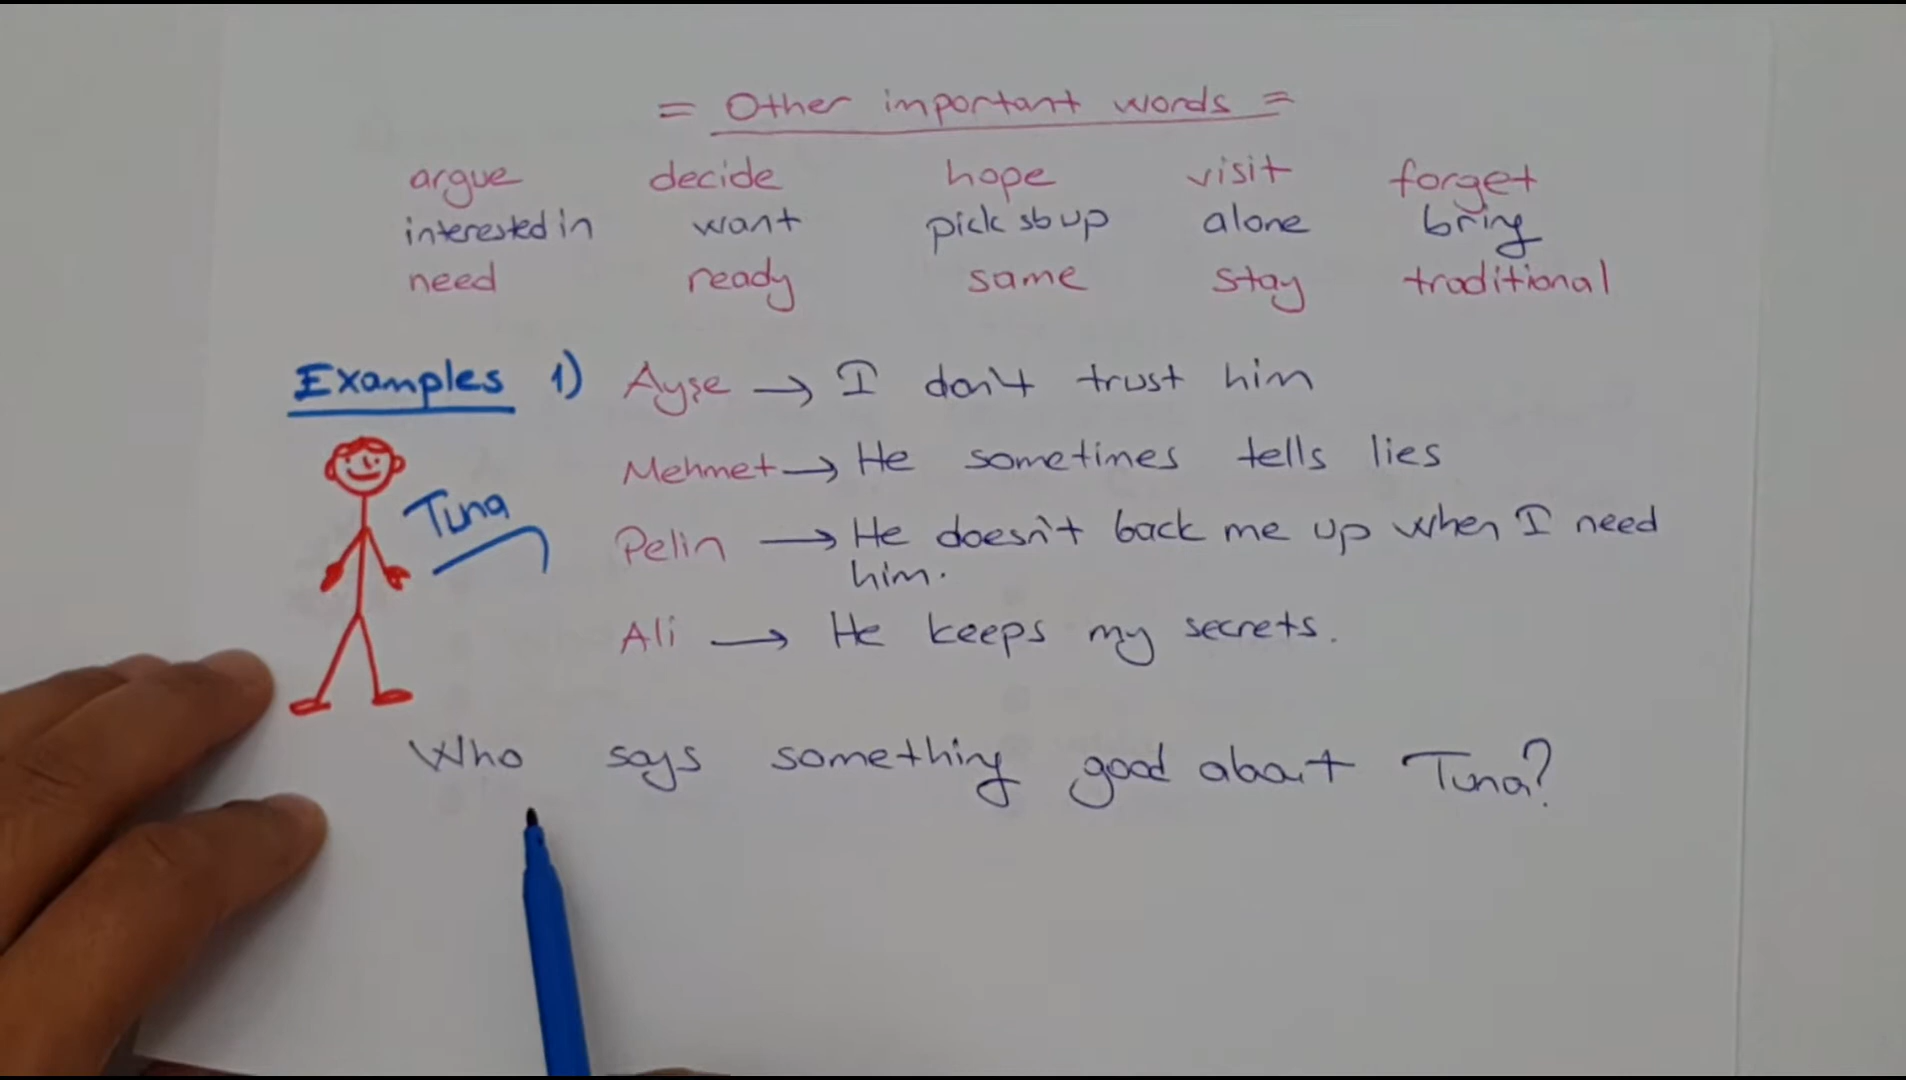 = Other important words =
argue decide hope visit forget
interested in want pick sb up alone bring
need ready same stay traditional
Examples 1) Ayşe → I don't trust him
Mehmet → He sometimes tells lies
Tuna
Pelin → He doesn't back me up when I need
him.
Ali → He keeps my secrets.
Who says something good about Tuna?